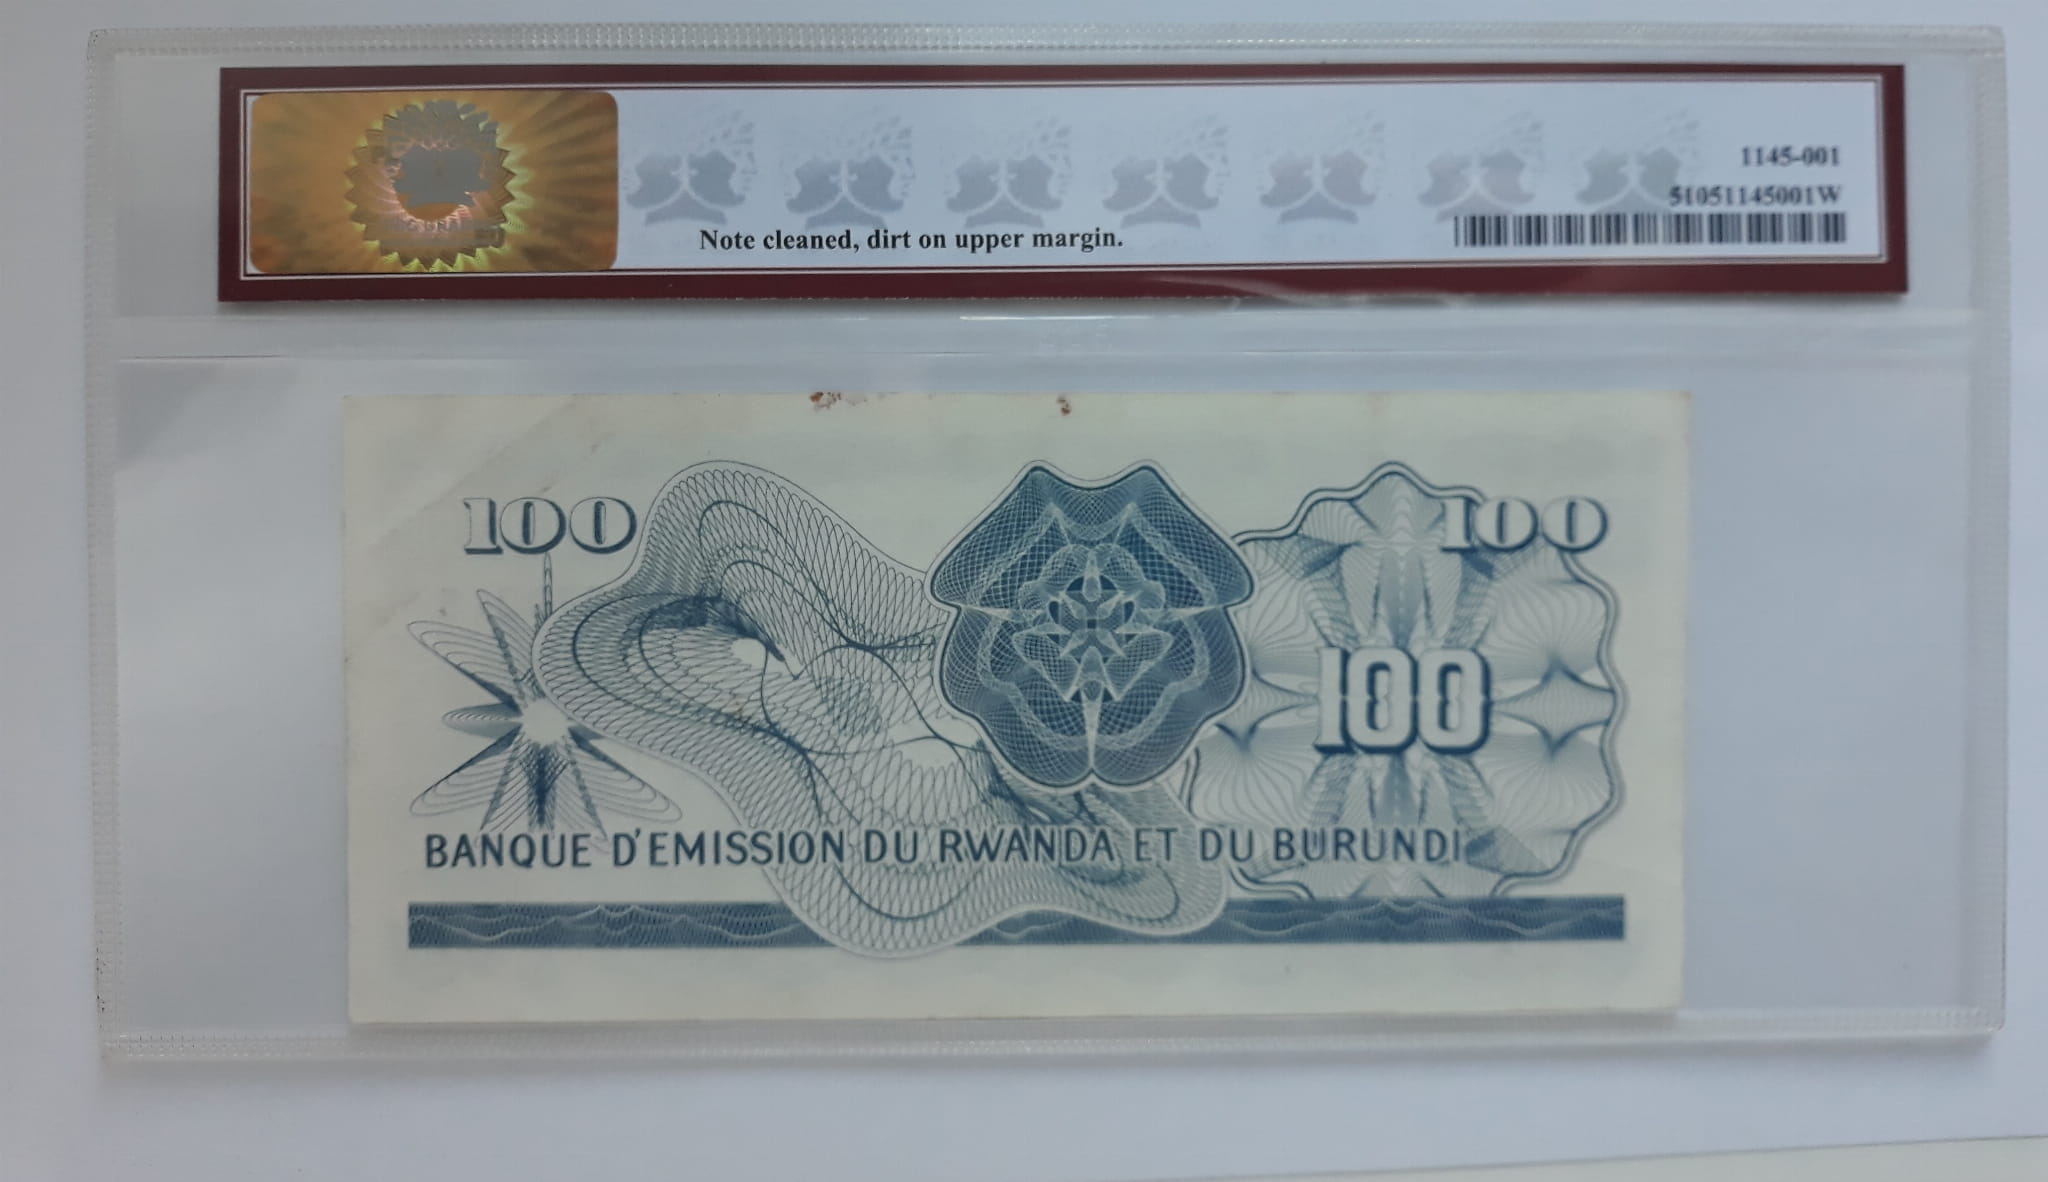 1145-001
51051145001W
Note cleaned, dirt on upper margin.
100
100
100
BANQUE D'EMISSION DU RWANDA ET DU BURUNDI